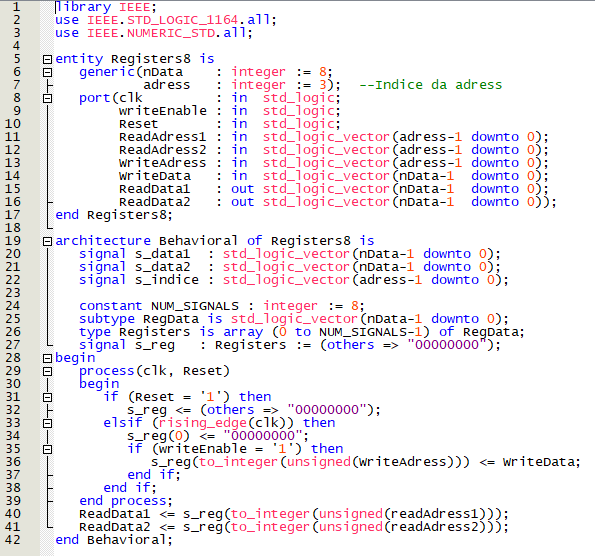 1 library IEEE;
2 use IEEE.STD_LOGIC_1164.all;
3 use IEEE.NUMERIC_STD.all;
4
5 entity Registers8 is
6 generic(nData : integer := 8;
7 adress : integer := 3); --Indice da adress
8 port(clk : in std_logic;
9 writeEnable : in std_logic;
10 Reset : in std_logic;
11 ReadAdress1 : in std_logic_vector(adress-1 downto 0);
12 ReadAdress2 : in std_logic_vector(adress-1 downto 0);
13 WriteAdress : in std_logic_vector(adress-1 downto 0);
14 WriteData : in std_logic_vector(nData-1 downto 0);
15 ReadData1 : out std_logic_vector(nData-1 downto 0);
16 ReadData2 : out std_logic_vector(nData-1 downto 0));
17 end Registers8;
18
19 architecture Behavioral of Registers8 is
20 signal s_data1 : std_logic_vector(nData-1 downto 0);
21 signal s_data2 : std_logic_vector(nData-1 downto 0);
22 signal s_indice : std_logic_vector(adress-1 downto 0);
23
24 constant NUM_SIGNALS : integer := 8;
25 subtype RegData is std_logic_vector(nData-1 downto 0);
26 type Registers is array (0 to NUM_SIGNALS-1) of RegData;
27 signal s_reg : Registers := (others => "00000000");
28 begin
29 process(clk, Reset)
30 begin
31 if (Reset = '1') then
32 s_reg <= (others => "00000000");
33 elsif (rising_edge(clk)) then
34 s_reg(0) <= "00000000";
35 if (writeEnable = '1') then
36 s_reg(to_integer(unsigned(WriteAdress))) <= WriteData;
37 end if;
38 end if;
39 end process;
40 ReadData1 <= s_reg(to_integer(unsigned(readAdress1)));
41 ReadData2 <= s_reg(to_integer(unsigned(readAdress2)));
42 end Behavioral;